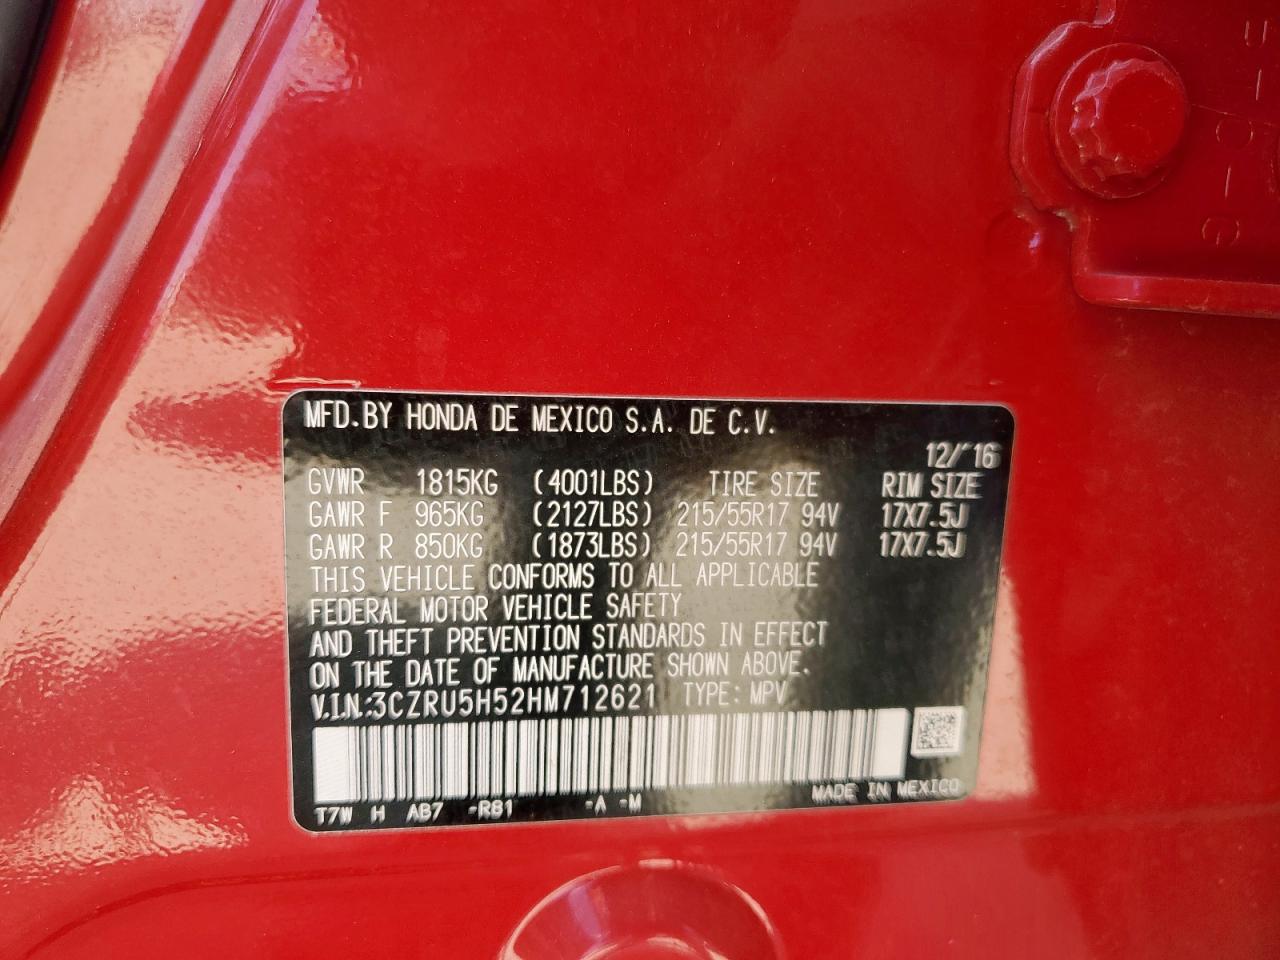 MFD.BY HONDA DE MEXICO S.A. DE C.V.
12/'16
GVWR 1815KG (4001LBS) TIRE SIZE RIM SIZE
GAWR F 965KG (2127LBS) 215/55R17 94V 17X7.5J
GAWR R 850KG (1873LBS) 215/55R17 94V 17X7.5J
THIS VEHICLE CONFORMS TO ALL APPLICABLE
FEDERAL MOTOR VEHICLE SAFETY
AND THEFT PREVENTION STANDARDS IN EFFECT
ON THE DATE OF MANUFACTURE SHOWN ABOVE.
V.I.N.:3CZRU5H52HM712621 TYPE: MPV
T7W H AB7 -R81 -A -M MADE IN MEXICO